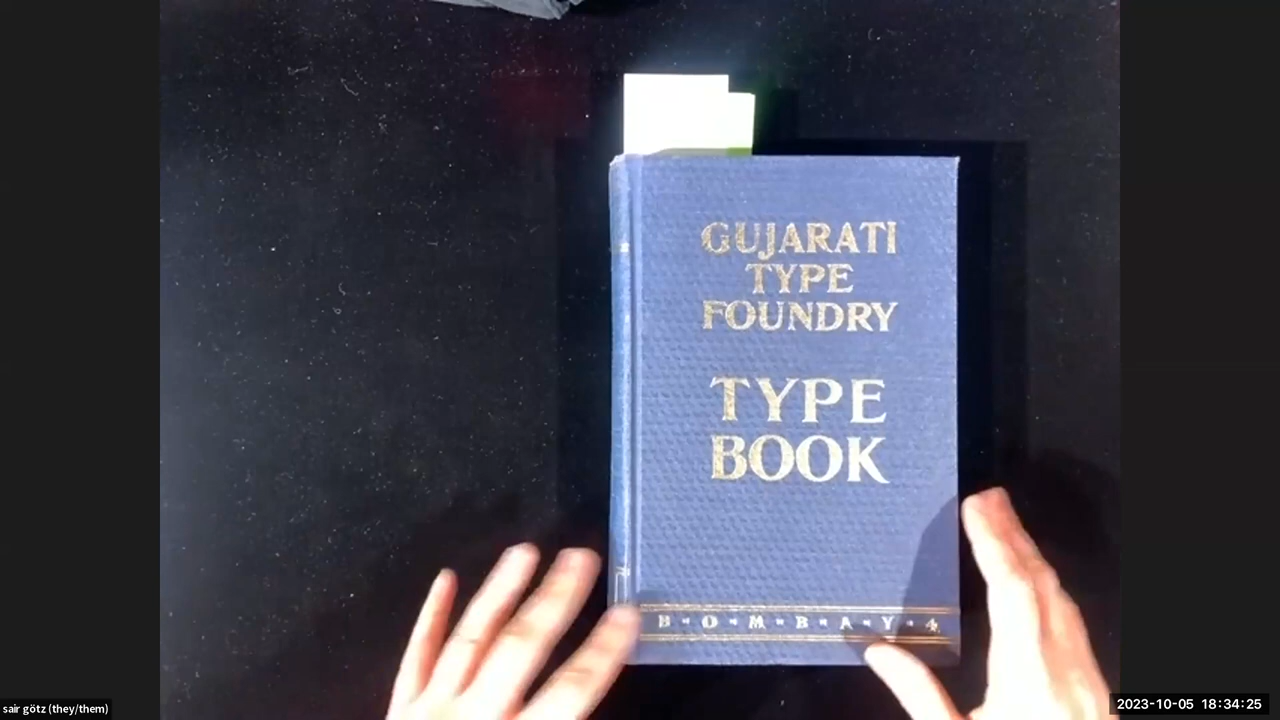 GUJARATI
TYPE
FOUNDRY
TYPE
BOOK
B·O·M·B·A·Y·4
sair götz (they/them)
2023-10-05 18:34:25